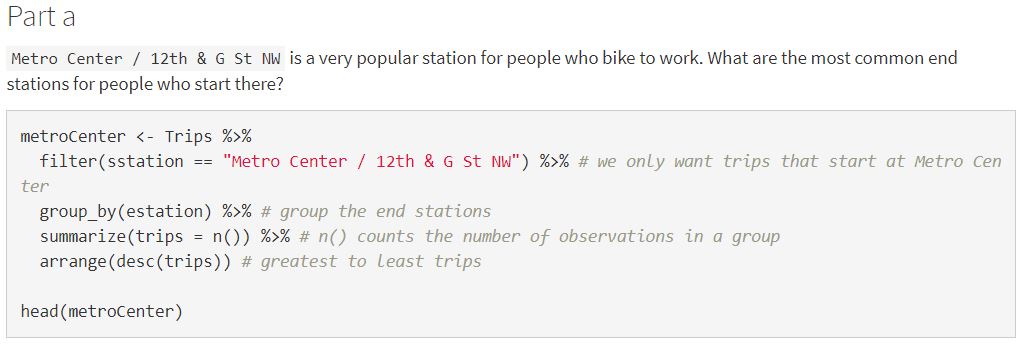 Part a
Metro Center / 12th & G St NW is a very popular station for people who bike to work. What are the most common end
stations for people who start there?
metroCenter <- Trips %>%
  filter(sstation == "Metro Center / 12th & G St NW") %>% # we only want trips that start at Metro Cen
ter
  group_by(estation) %>% # group the end stations
  summarize(trips = n()) %>% # n() counts the number of observations in a group
  arrange(desc(trips)) # greatest to least trips
head(metroCenter)